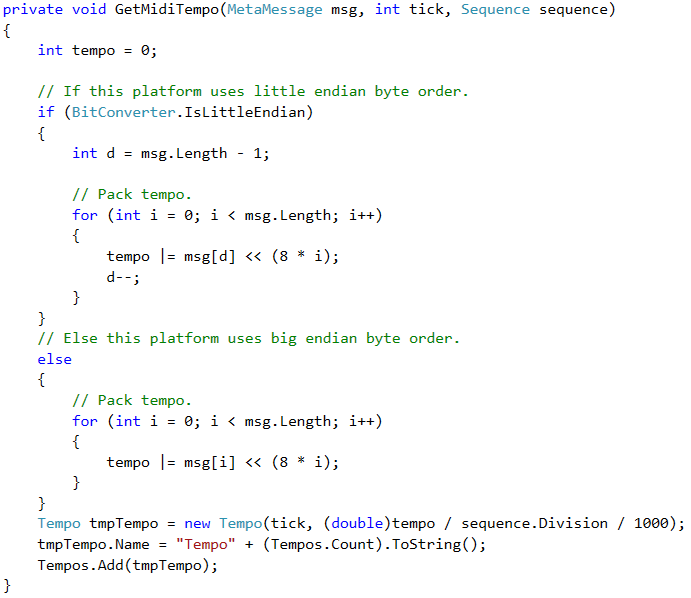 private void GetMidiTempo(MetaMessage msg, int tick, Sequence sequence)
{
    int tempo = 0;

    // If this platform uses little endian byte order.
    if (BitConverter.IsLittleEndian)
    {
        int d = msg.Length - 1;

        // Pack tempo.
        for (int i = 0; i < msg.Length; i++)
        {
            tempo |= msg[d] << (8 * i);
            d--;
        }
    }
    // Else this platform uses big endian byte order.
    else
    {
        // Pack tempo.
        for (int i = 0; i < msg.Length; i++)
        {
            tempo |= msg[i] << (8 * i);
        }
    }
    Tempo tmpTempo = new Tempo(tick, (double)tempo / sequence.Division / 1000);
    tmpTempo.Name = "Tempo" + (Tempos.Count).ToString();
    Tempos.Add(tmpTempo);
}